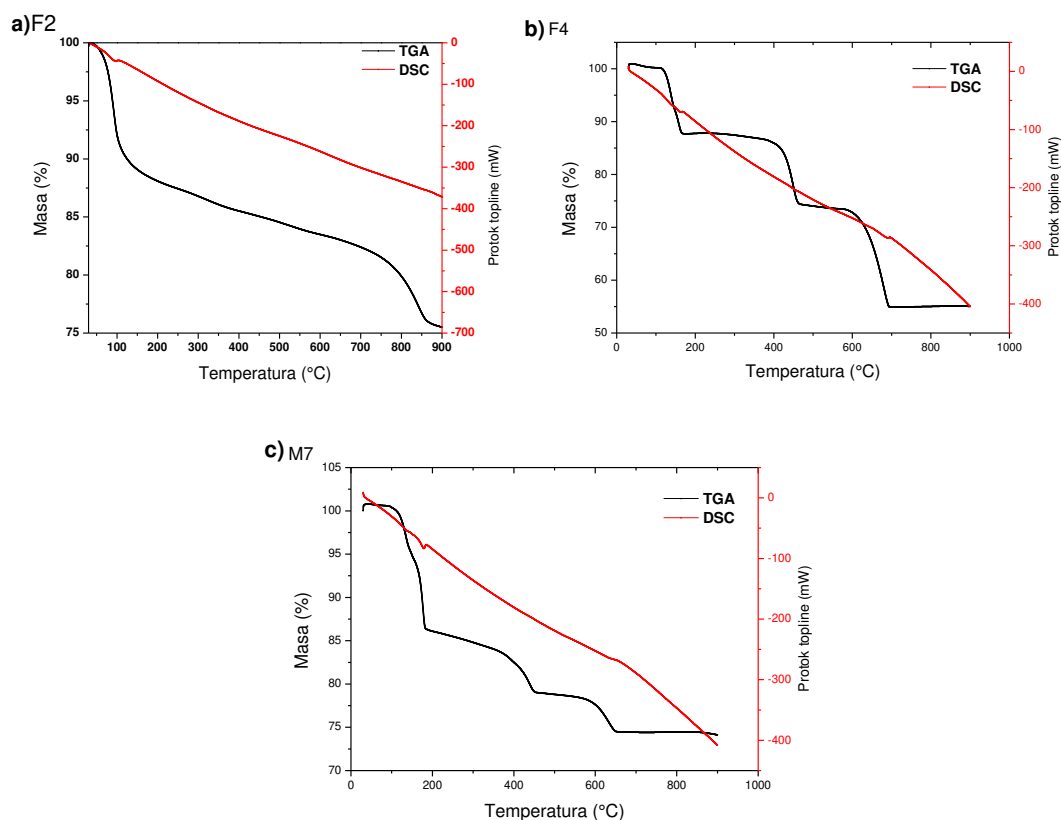 a)F2
TGA
DSC
Masa (%)
100
95
90
85
80
75
0
-100
-200
-300
-400
-500
-600
-700
Protok topline (mW)
100 200 300 400 500 600 700 800 900
Temperatura (°C)
b) F4
TGA
DSC
Masa (%)
100
90
80
70
60
50
0
-100
-200
-300
-400
Protok topline (mW)
0 200 400 600 800 1000
Temperatura (°C)
c) M7
TGA
DSC
Masa (%)
105
100
95
90
85
80
75
70
0
-100
-200
-300
-400
Protok topline (mW)
0 200 400 600 800 1000
Temperatura (°C)